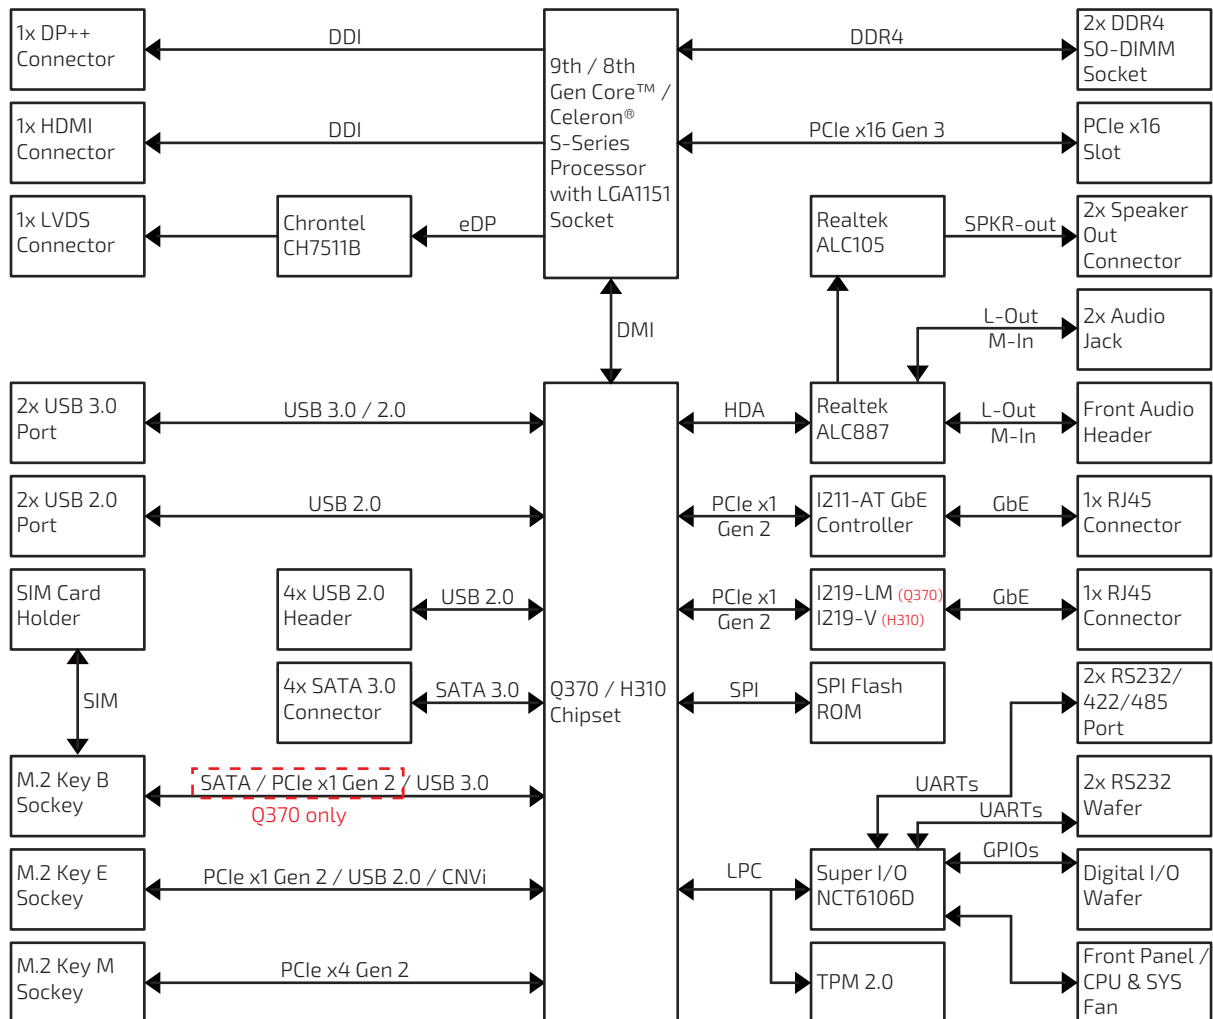 1x DP++
Connector
DDI
9th / 8th
Gen Core™ /
Celeron®
S-Series
Processor
with LGA1151
Socket
DDR4
2x DDR4
SO-DIMM
Socket
1x HDMI
Connector
DDI
PCIe x16 Gen 3
PCIe x16
Slot
1x LVDS
Connector
Chrontel
CH7511B
eDP
Realtek
ALC105
SPKR-out
2x Speaker
Out
Connector
DMI
L-Out
M-In
2x Audio
Jack
2x USB 3.0
Port
USB 3.0 / 2.0
HDA
Realtek
ALC887
L-Out
M-In
Front Audio
Header
2x USB 2.0
Port
USB 2.0
PCIe x1
Gen 2
I211-AT GbE
Controller
GbE
1x RJ45
Connector
SIM Card
Holder
4x USB 2.0
Header
USB 2.0
PCIe x1
Gen 2
I219-LM (Q370)
I219-V (H310)
GbE
1x RJ45
Connector
SIM
4x SATA 3.0
Connector
SATA 3.0
Q370 / H310
Chipset
SPI
SPI Flash
ROM
2x RS232/
422/485
Port
M.2 Key B
Sockey
SATA / PCIe x1 Gen 2 / USB 3.0
Q370 only
UARTs
UARTs
2x RS232
Wafer
M.2 Key E
Sockey
PCIe x1 Gen 2 / USB 2.0 / CNVi
LPC
Super I/O
NCT6106D
GPIOs
Digital I/O
Wafer
M.2 Key M
Sockey
PCIe x4 Gen 2
TPM 2.0
Front Panel /
CPU & SYS
Fan